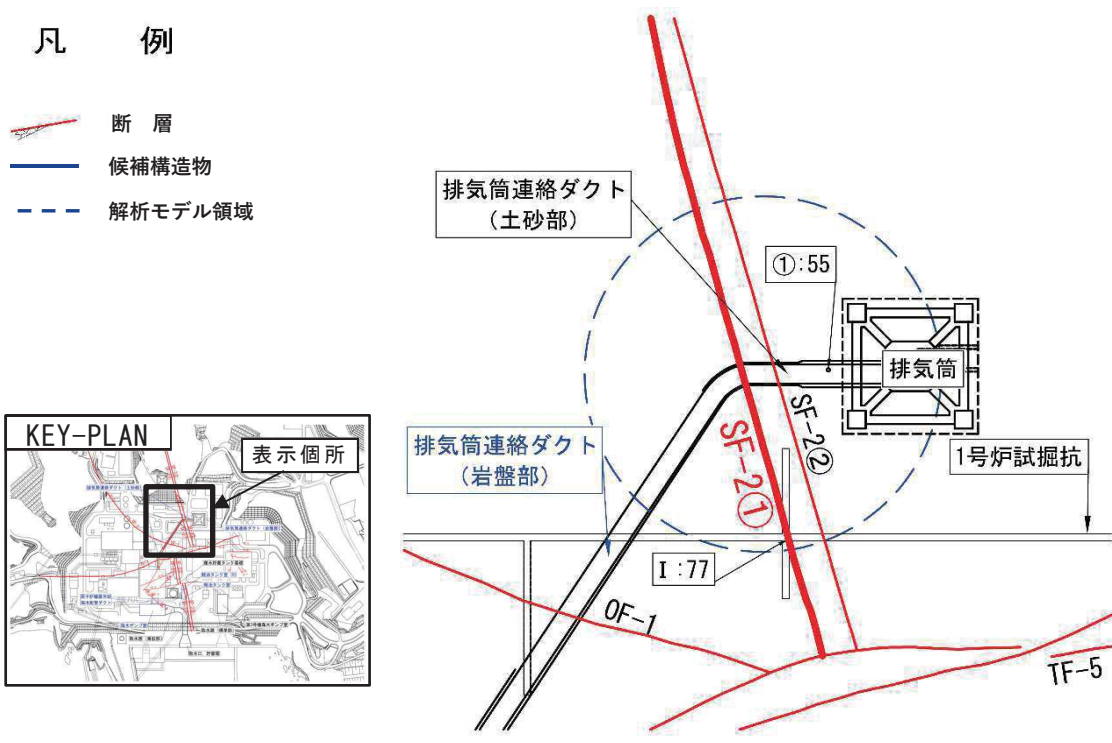 凡 例
断 層
候補構造物
解析モデル領域
排気筒連絡ダクト
(土砂部)
①:55
排気筒
SF-2①
SF-2②
排気筒連絡ダクト
(岩盤部)
1号炉試掘抗
I:77
OF-1
TF-5
KEY-PLAN
表示個所